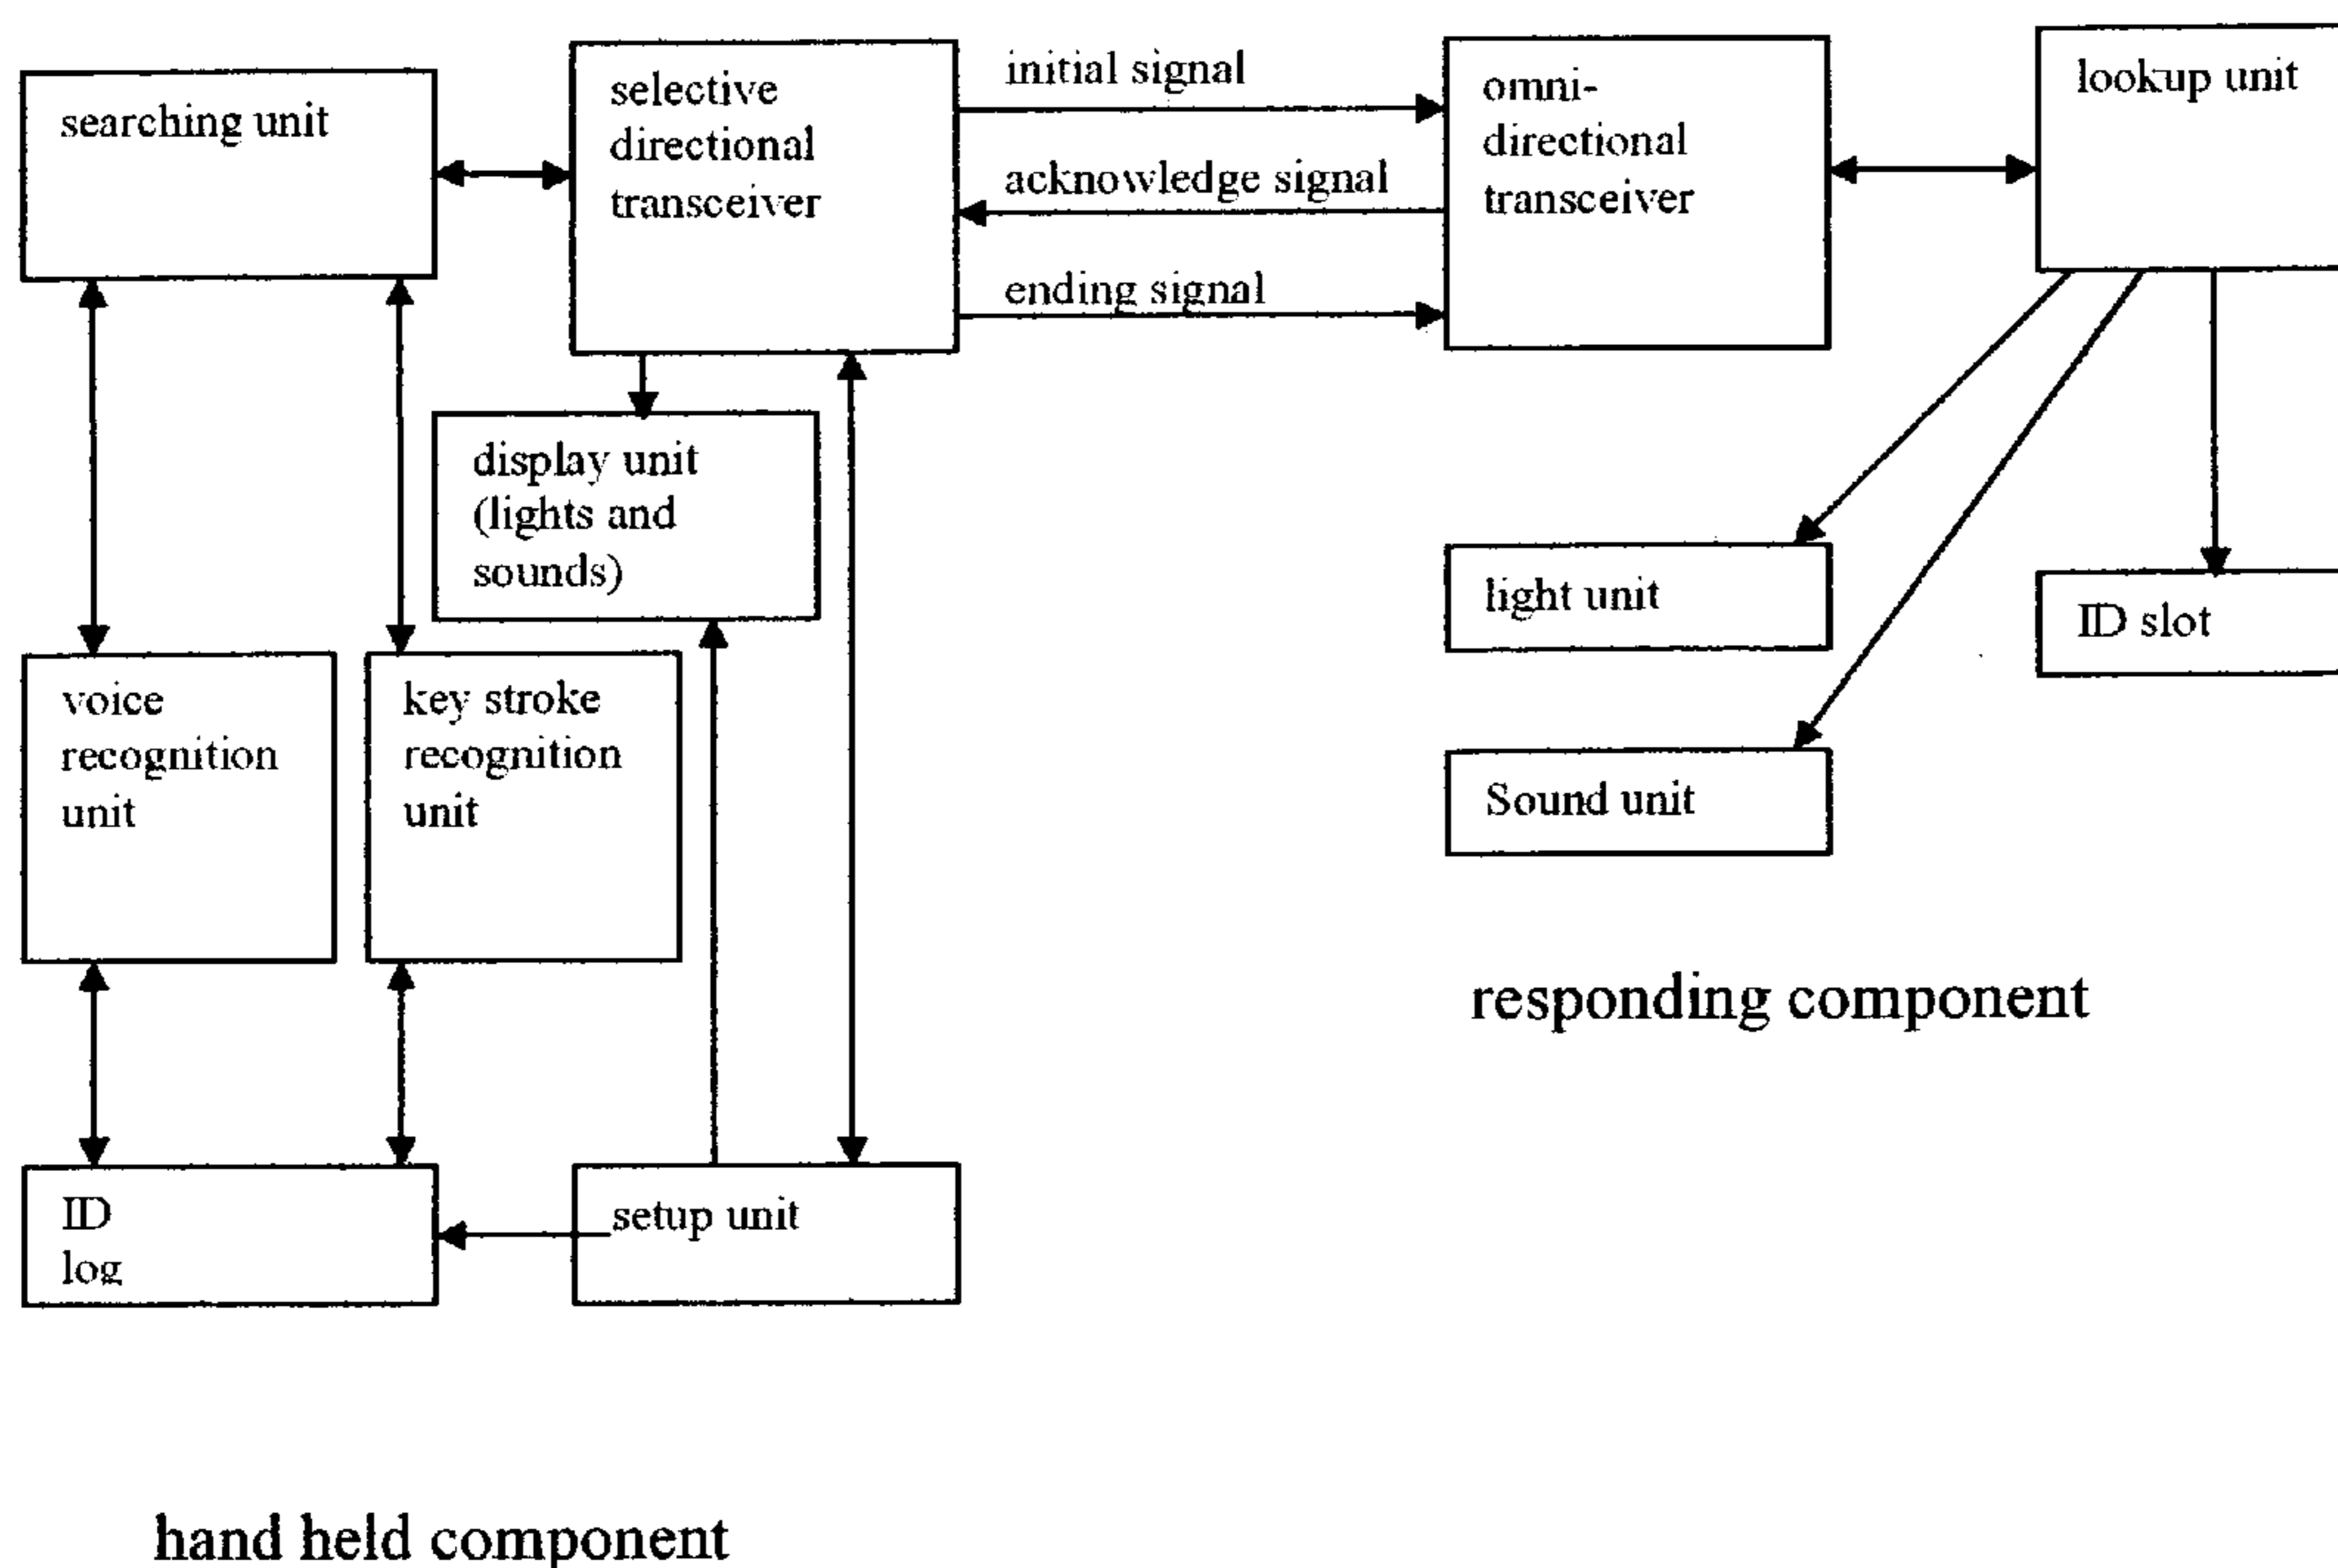 searching unit
selective
directional
transceiver
initial signal
acknowledge signal
ending signal
omni-
directional
transceiver
lookup unit
display unit
(lights and
sounds)
light unit
ID slot
Sound unit
voice
recognition
unit
key stroke
recognition
unit
ID
log
setup unit
responding component
hand held component